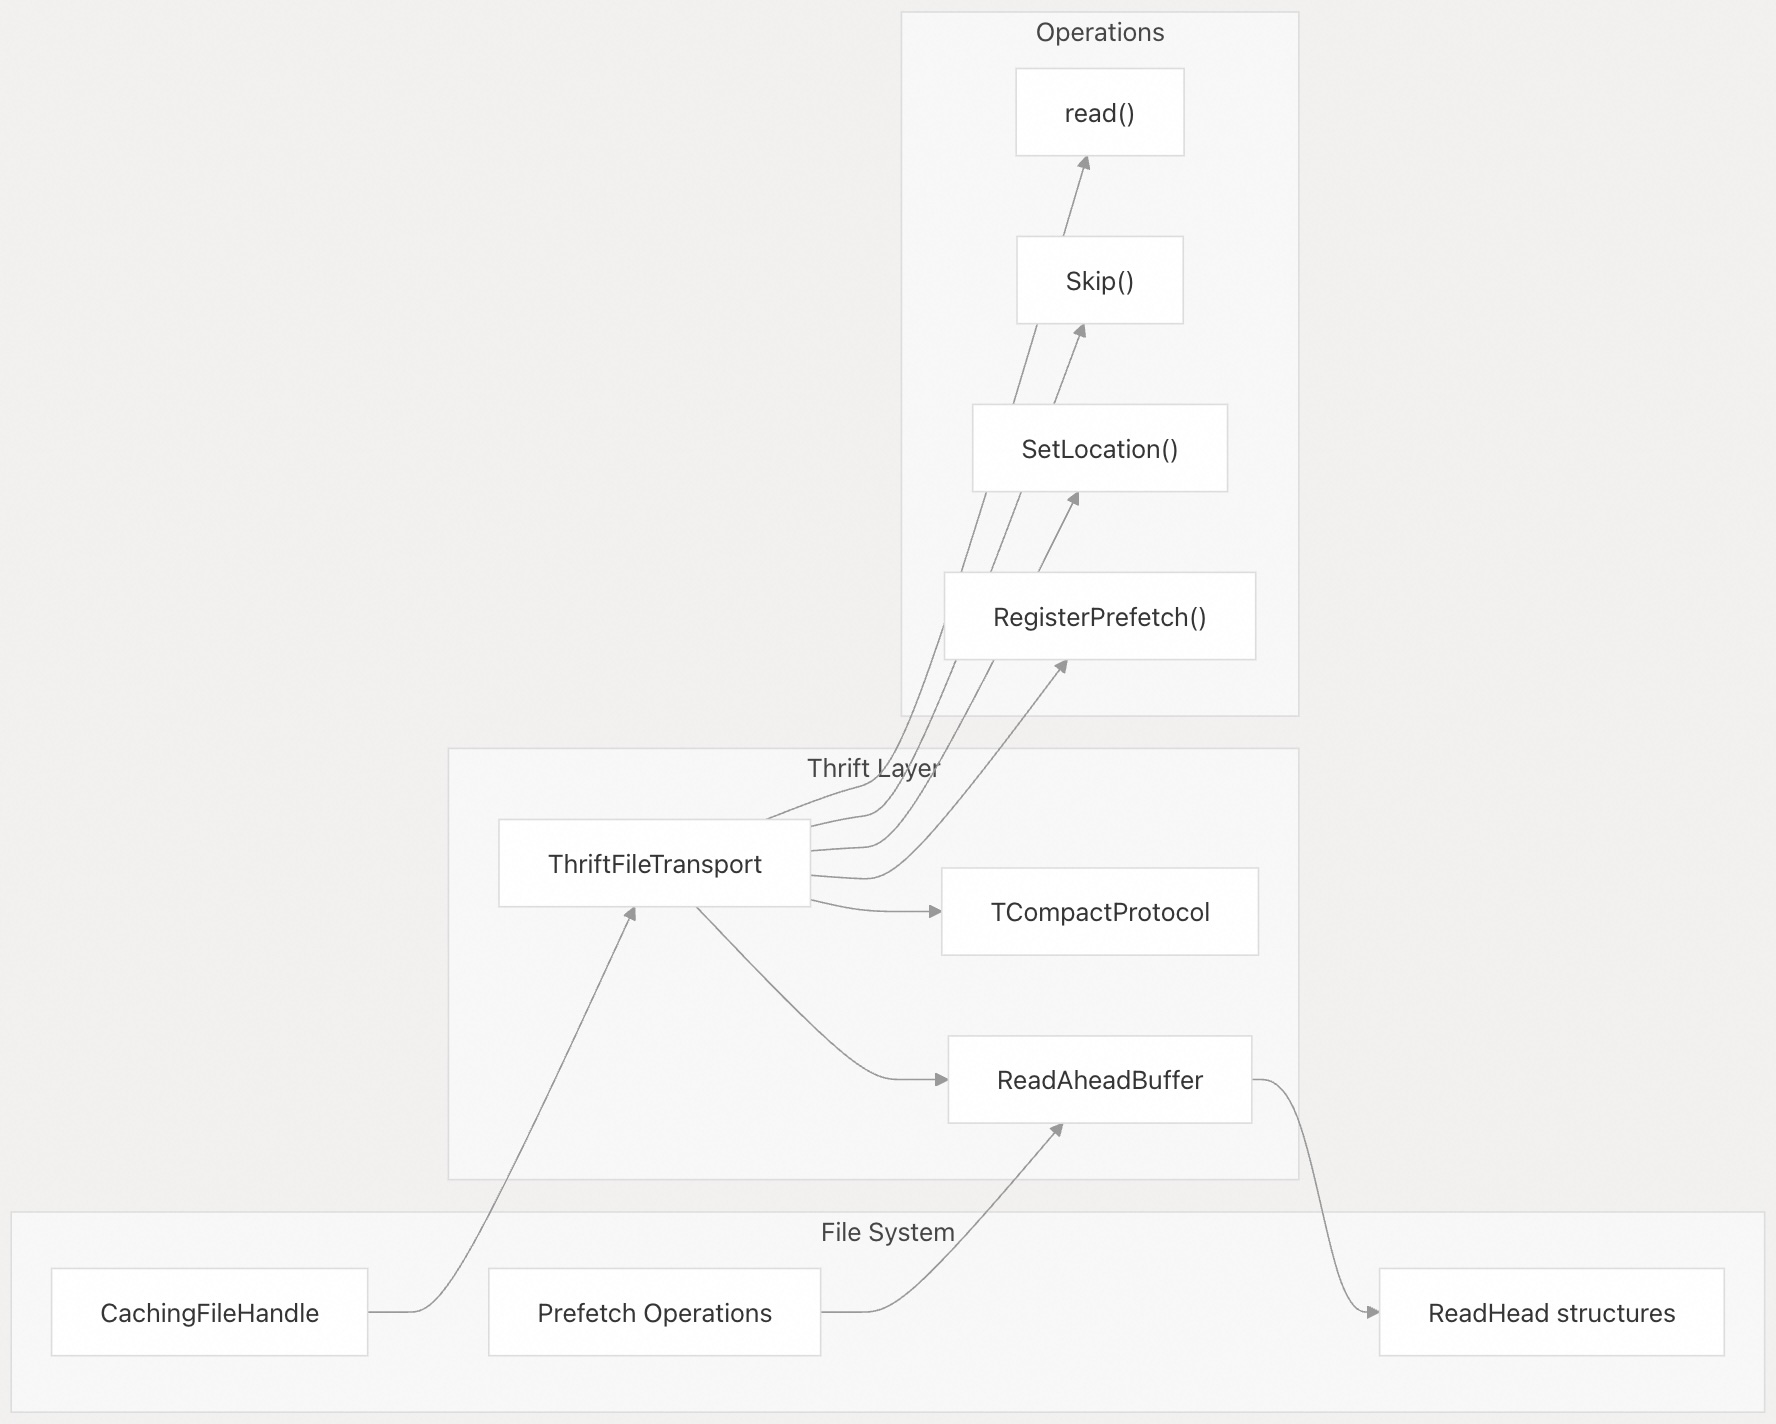 Operations
read()
Skip()
SetLocation()
RegisterPrefetch()
Thrift Layer
ThriftFileTransport
TCompactProtocol
ReadAheadBuffer
File System
CachingFileHandle
Prefetch Operations
ReadHead structures